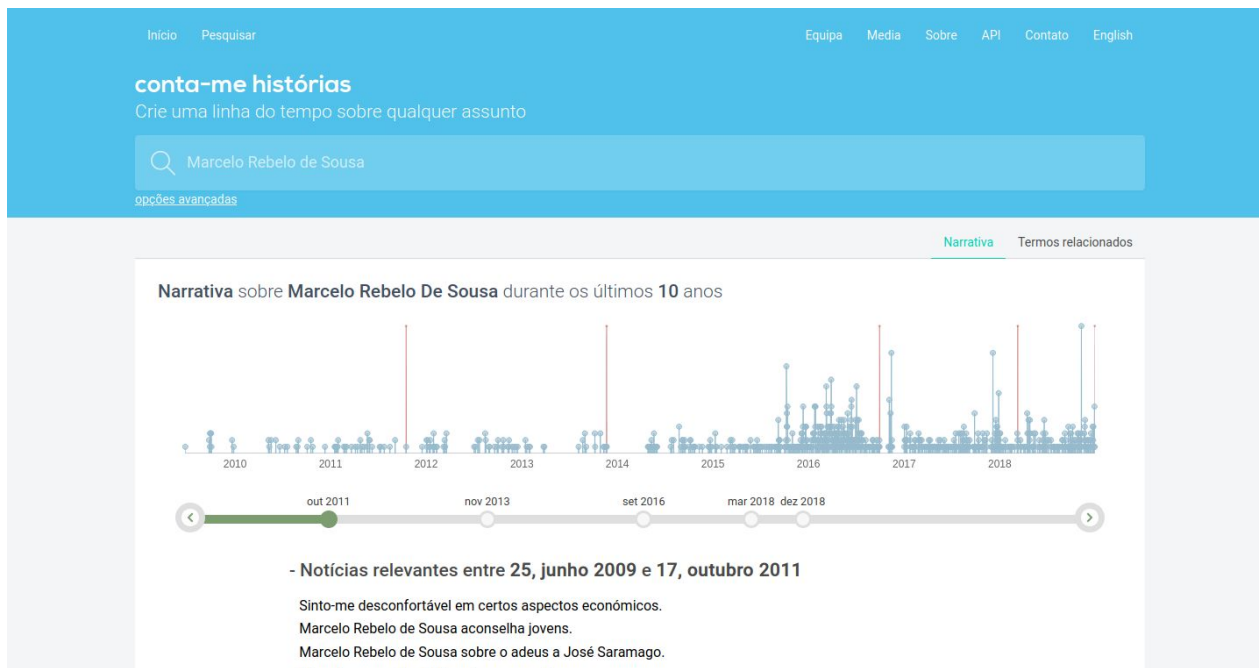 Início Pesquisar Equipa Media Sobre API Contato English
conta-me histórias
Crie uma linha do tempo sobre qualquer assunto
Marcelo Rebelo de Sousa
opções avançadas
Narrativa Termos relacionados
Narrativa sobre Marcelo Rebelo De Sousa durante os últimos 10 anos
2010 2011 2012 2013 2014 2015 2016 2017 2018
out 2011 nov 2013 set 2016 mar 2018 dez 2018
- Notícias relevantes entre 25, junho 2009 e 17, outubro 2011
Sinto-me desconfortável em certos aspectos económicos.
Marcelo Rebelo de Sousa aconselha jovens.
Marcelo Rebelo de Sousa sobre o adeus a José Saramago.